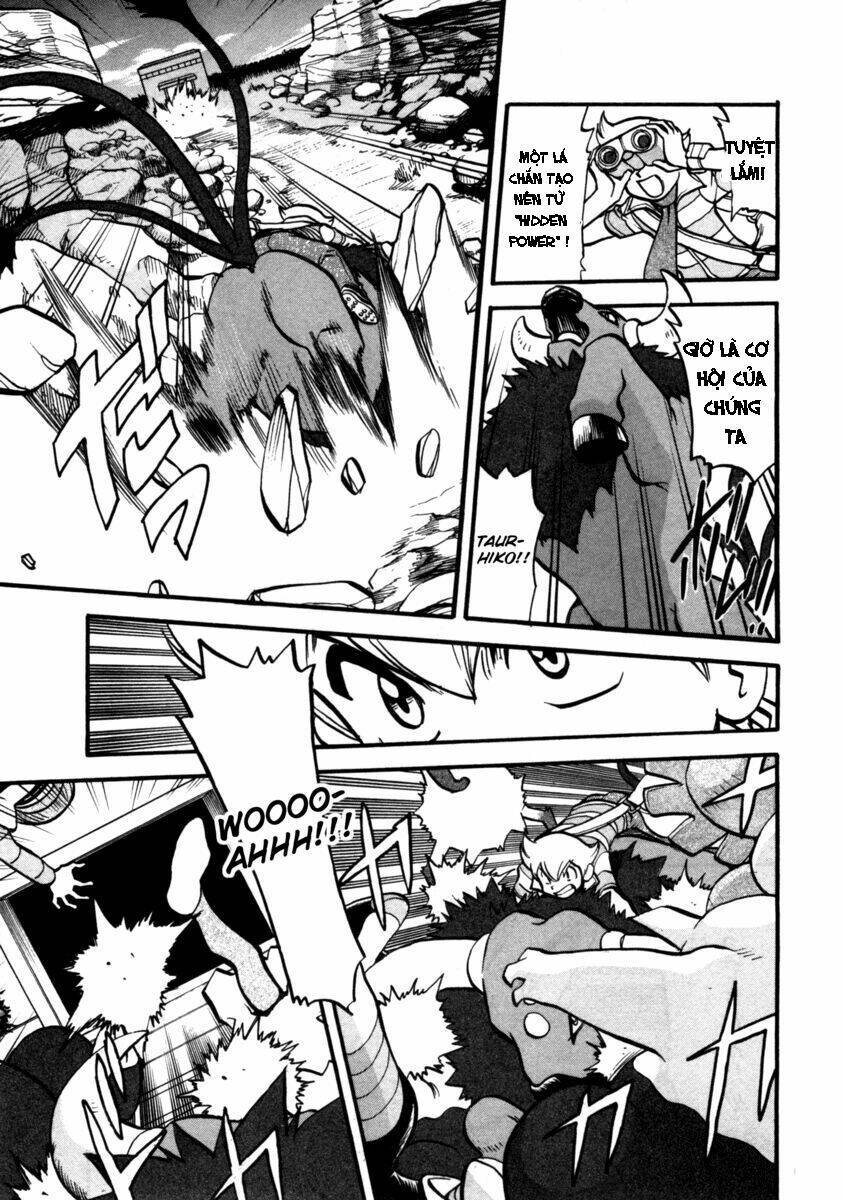 TUYỆT
LẮM!
MỘT LÁ
CHẮN TẠO
NÊN TỪ
"HIDDEN
POWER" !
GIỜ LÀ CƠ
HỘI CỦA
CHÚNG
TA
TAUR-
HIKO!!
WOOOO-
AHHH!!!